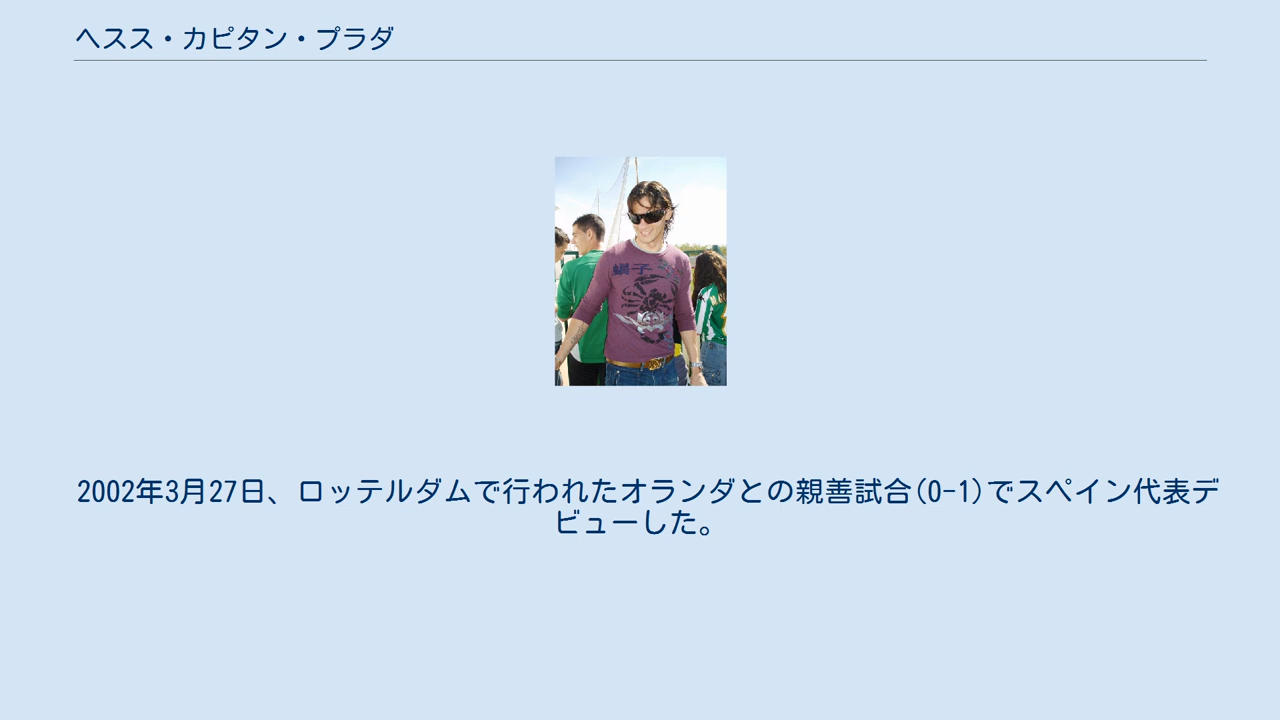 ヘスス・カピタン・プラダ
蝎子
2002年3月27日、ロッテルダムで行われたオランダとの親善試合(0-1)でスペイン代表デ
ビューした。